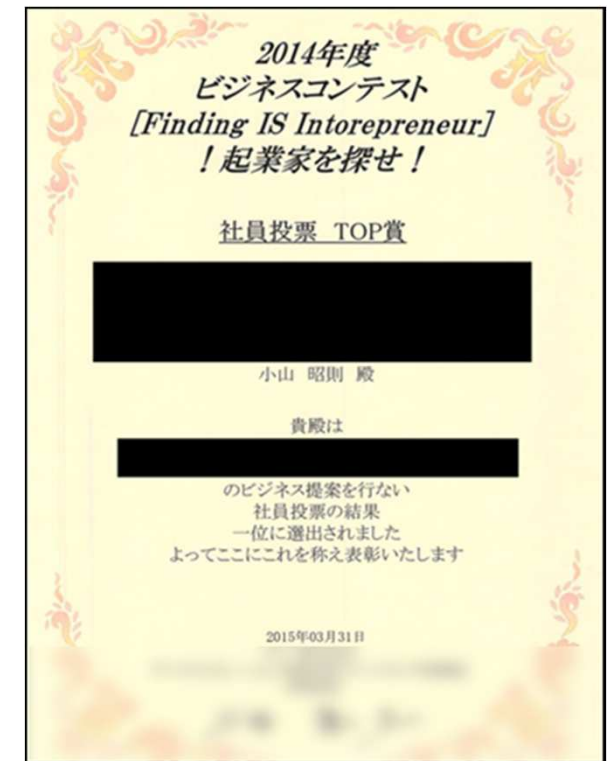 2014年度
ビジネスコンテスト
[Finding IS Intorepreneur]
！起業家を探せ！
社員投票　TOP賞
小山　昭則　殿
貴殿は
のビジネス提案を行ない
社員投票の結果
一位に選出されました
よってここにこれを称え表彰いたします
2015年03月31日